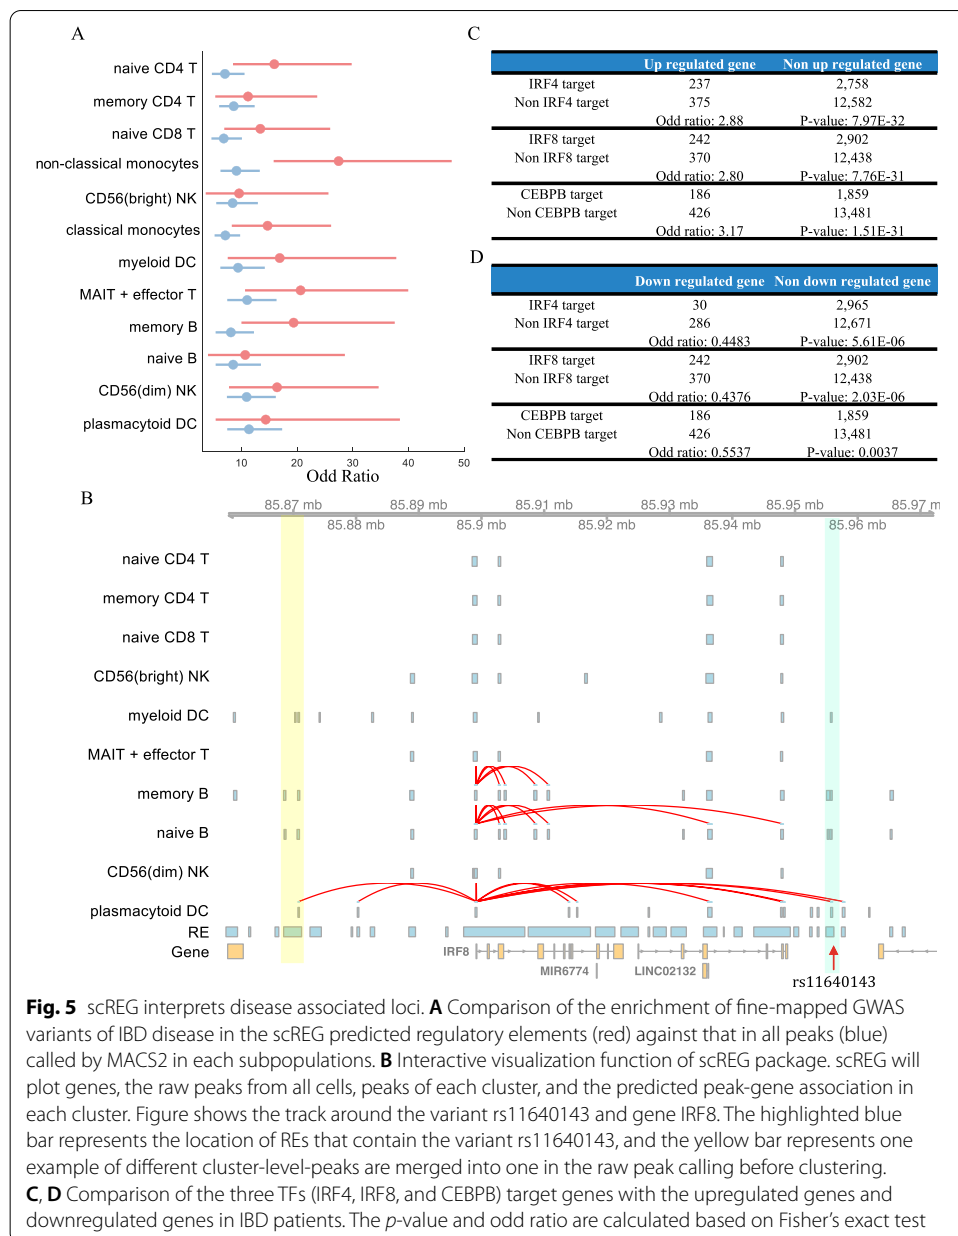 A
naive CD4 T
memory CD4 T
naive CD8 T
non-classical monocytes
CD56(bright) NK
classical monocytes
myeloid DC
MAIT + effector T
memory B
naive B
CD56(dim) NK
plasmacytoid DC
10 20 30 40 50
Odd Ratio
C
Up regulated gene Non up regulated gene
IRF4 target 237 2,758
Non IRF4 target 375 12,582
Odd ratio: 2.88 P-value: 7.97E-32
IRF8 target 242 2,902
Non IRF8 target 370 12,438
Odd ratio: 2.80 P-value: 7.76E-31
CEBPB target 186 1,859
Non CEBPB target 426 13,481
Odd ratio: 3.17 P-value: 1.51E-31
D
Down regulated gene Non down regulated gene
IRF4 target 30 2,965
Non IRF4 target 286 12,671
Odd ratio: 0.4483 P-value: 5.61E-06
IRF8 target 242 2,902
Non IRF8 target 370 12,438
Odd ratio: 0.4376 P-value: 2.03E-06
CEBPB target 186 1,859
Non CEBPB target 426 13,481
Odd ratio: 0.5537 P-value: 0.0037
B
85.87 mb 85.89 mb 85.91 mb 85.93 mb 85.95 mb 85.97 m
85.88 mb 85.9 mb 85.92 mb 85.94 mb 85.96 mb
naive CD4 T
memory CD4 T
naive CD8 T
CD56(bright) NK
myeloid DC
MAIT + effector T
memory B
naive B
CD56(dim) NK
plasmacytoid DC
RE
Gene IRF8
MIR6774 LINC02132
rs11640143
Fig. 5 scREG interprets disease associated loci. A Comparison of the enrichment of fine-mapped GWAS
variants of IBD disease in the scREG predicted regulatory elements (red) against that in all peaks (blue)
called by MACS2 in each subpopulations. B Interactive visualization function of scREG package. scREG will
plot genes, the raw peaks from all cells, peaks of each cluster, and the predicted peak-gene association in
each cluster. Figure shows the track around the variant rs11640143 and gene IRF8. The highlighted blue
bar represents the location of REs that contain the variant rs11640143, and the yellow bar represents one
example of different cluster-level-peaks are merged into one in the raw peak calling before clustering.
C, D Comparison of the three TFs (IRF4, IRF8, and CEBPB) target genes with the upregulated genes and
downregulated genes in IBD patients. The p-value and odd ratio are calculated based on Fisher's exact test